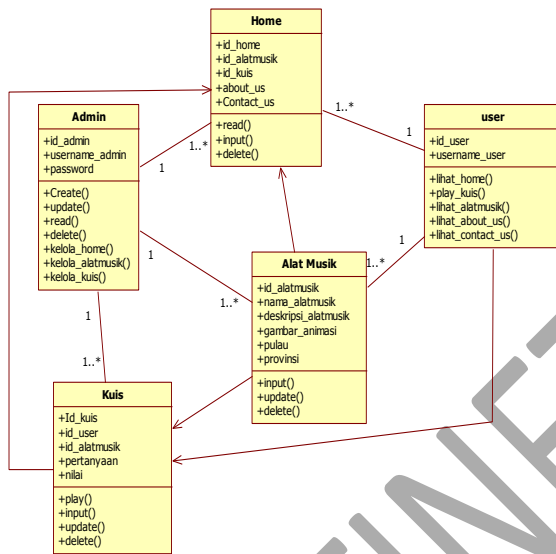 Home
+id_home
+id_alatmusik
+id_kuis
+about_us
+Contact_us
+read()
+input()
+delete()
Admin
+id_admin
+username_admin
+password
+Create()
+update()
+read()
+delete()
+kelola_home()
+kelola_alatmusik()
+kelola_kuis()
user
+id_user
+username_user
+lihat_home()
+play_kuis()
+lihat_alatmusik()
+lihat_about_us()
+lihat_contact_us()
1..*
1
1
1..*
1
1..*
1
1..*
1
1..*
Alat Musik
+id_alatmusik
+nama_alatmusik
+deskripsi_alatmusik
+gambar_animasi
+pulau
+provinsi
+input()
+update()
+delete()
Kuis
+Id_kuis
+id_user
+id_alatmusik
+pertanyaan
+nilai
+play()
+input()
+update()
+delete()